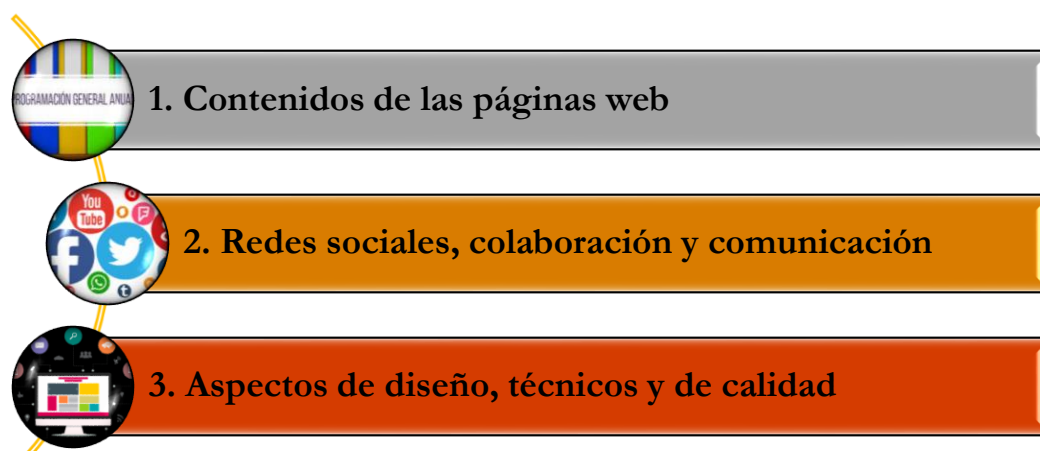 PROGRAMACIÓN GENERAL ANUA
1. Contenidos de las páginas web
You
Tube
2. Redes sociales, colaboración y comunicación
3. Aspectos de diseño, técnicos y de calidad